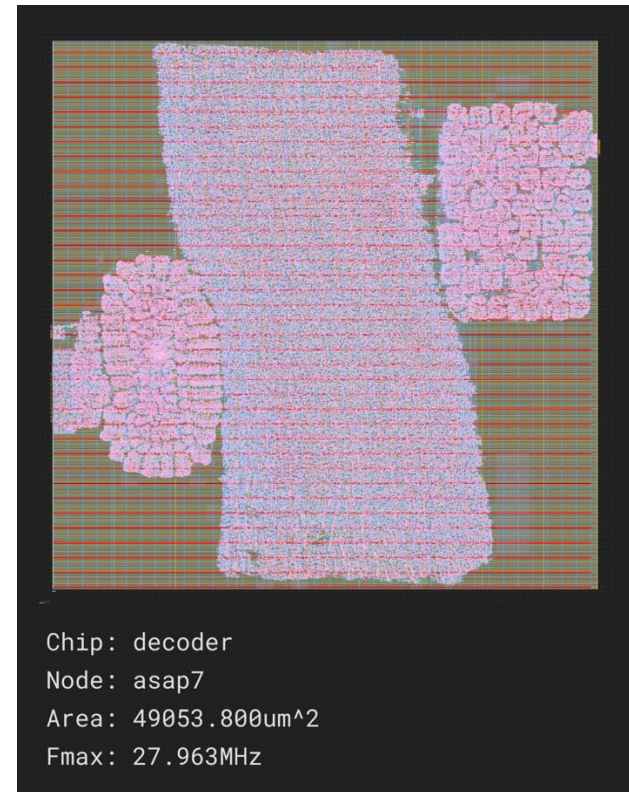 Chip: decoder
Node: asap7
Area: 49053.800um^2
Fmax: 27.963MHz